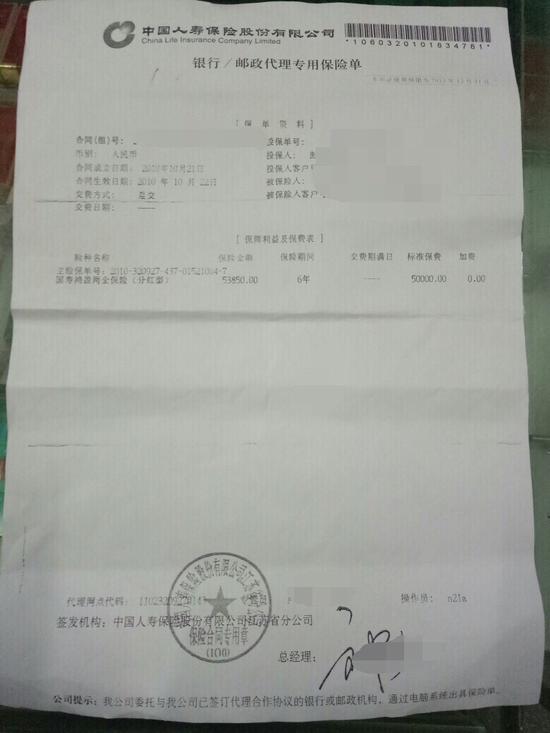 中国人寿保险股份有限公司
China Life Insurance Company Limited
*1060320101834781*
银行/邮政代理专用保险单
[保单资料]
合同(组)号:
投保单号:
币别: 人民币
投保人:
合同成立日期: 2010年10月21日
投保人客户
合同生效日期: 2010 年 10 月 22日
被保险人:
交费方式: 趸交
被保险人客户
交费日期: ——
[保障利益及保费表]
险种名称 保险金额 保险期间 交费期满日 标准保费 加费
主险保单号: 2010-320927-437-01521004-7
国寿鸿盈两全保险(分红型) 53850.00 6年 —— 50000.00 0.00
代理网点代码:
操作员: n21a
签发机构: 中国人寿保险股份有限公司江苏省分公司
保险合同专用章
(100)
总经理:
公司提示: 我公司委托与我公司已签订代理合作协议的银行或邮政机构,通过电脑系统出具保险单。